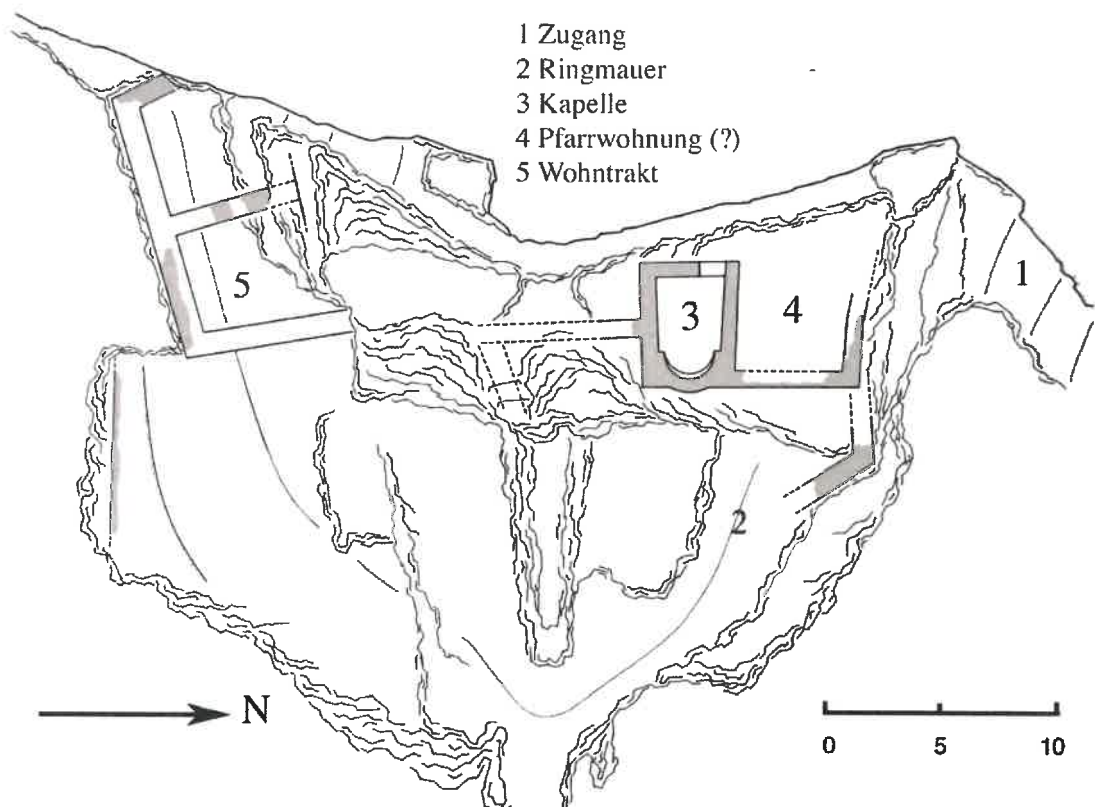 1 Zugang
2 Ringmauer
3 Kapelle
4 Pfarrwohnung (?)
5 Wohntrakt
1
5
3
4
2
N
0 5 10